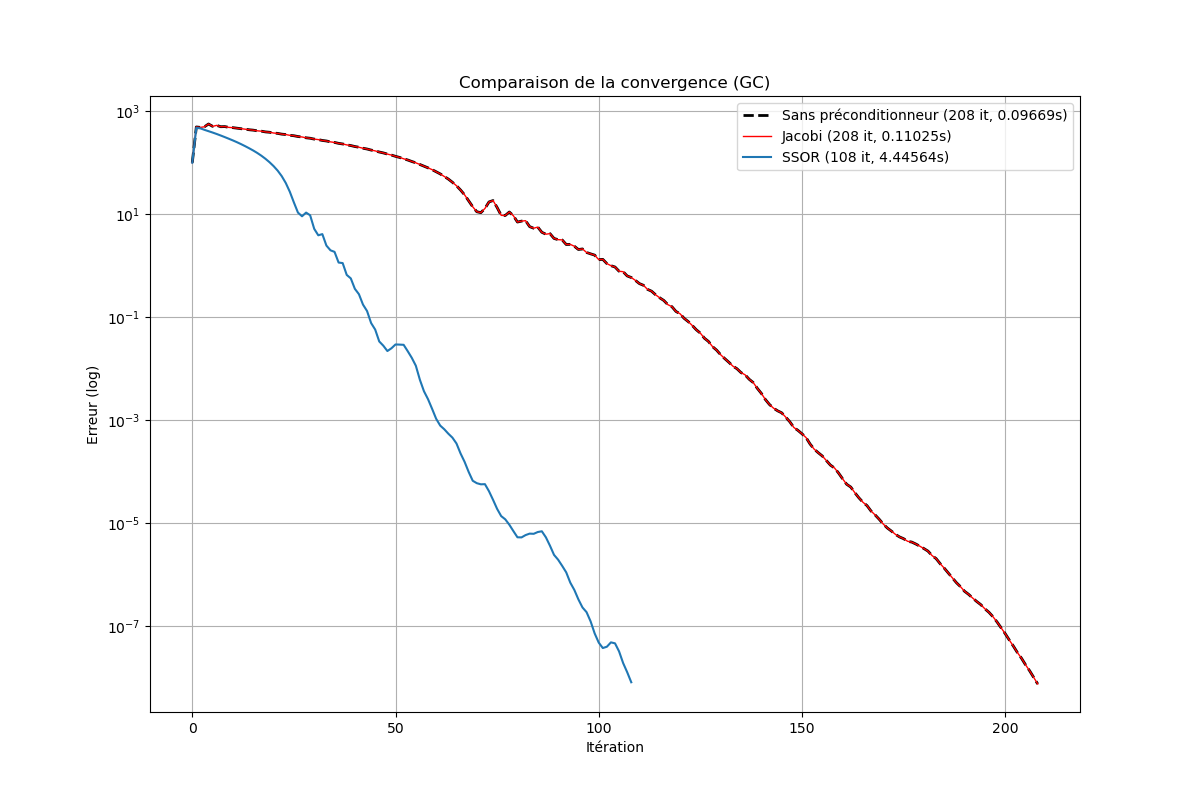 Comparaison de la convergence (GC)
Sans préconditionneur (208 it, 0.09669s)
Jacobi (208 it, 0.11025s)
SSOR (108 it, 4.44564s)
Erreur (log)
10³
10¹
10⁻¹
10⁻³
10⁻⁵
10⁻⁷
0 50 100 150 200
Itération